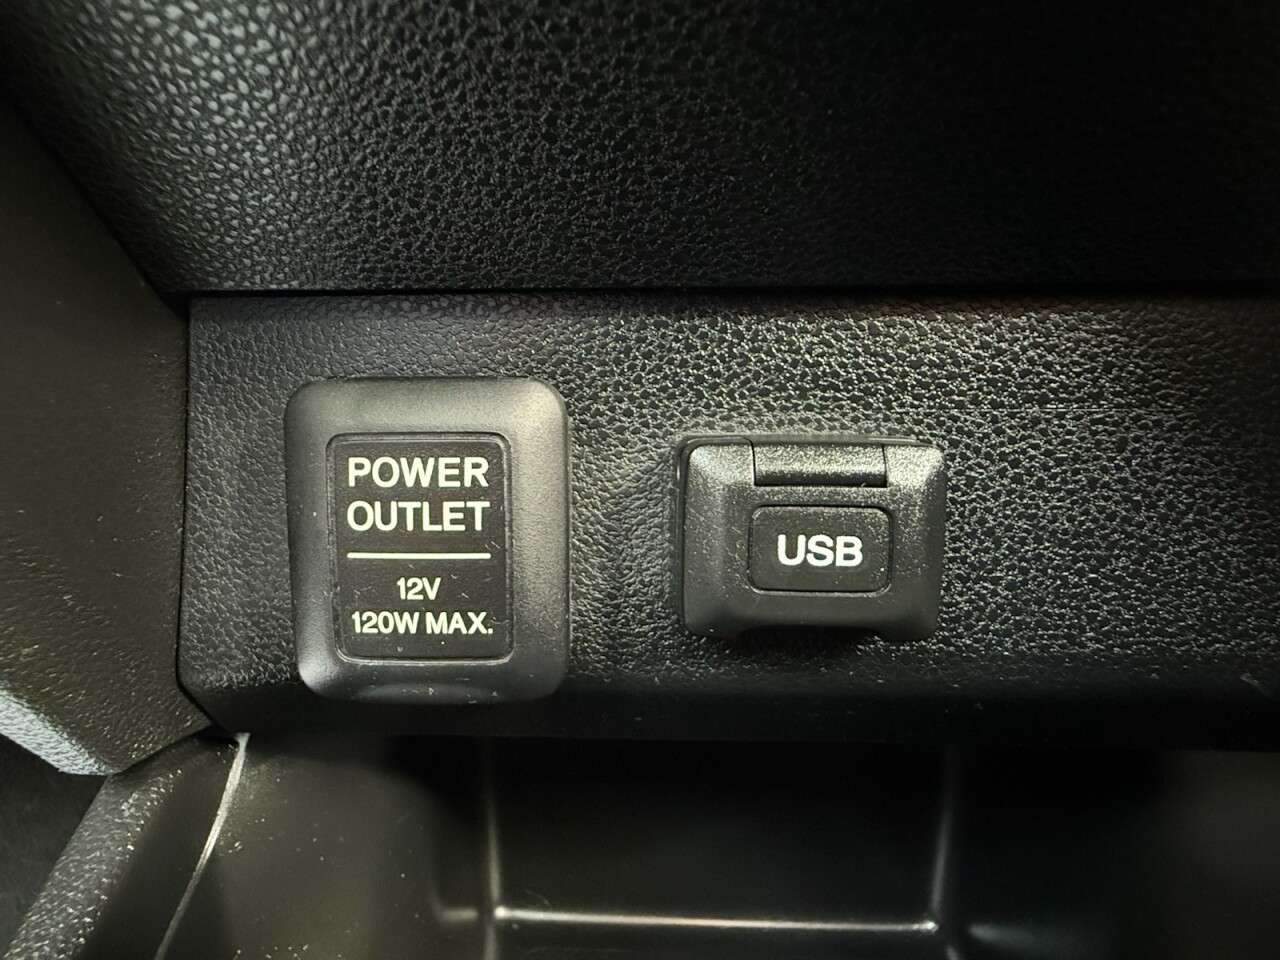 POWER
OUTLET
12V
120W MAX.
USB